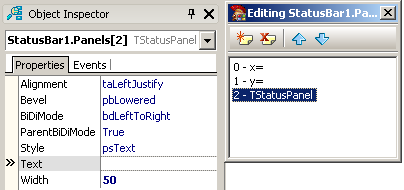 Object Inspector
StatusBar1.Panels[2] TStatusPanel
Properties Events
Alignment taLeftJustify
Bevel pbLowered
BiDiMode bdLeftToRight
ParentBiDiMode True
Style psText
Text
Width 50
Editing StatusBar1.Pa...
0 - x=
1 - y=
2 - TStatusPanel